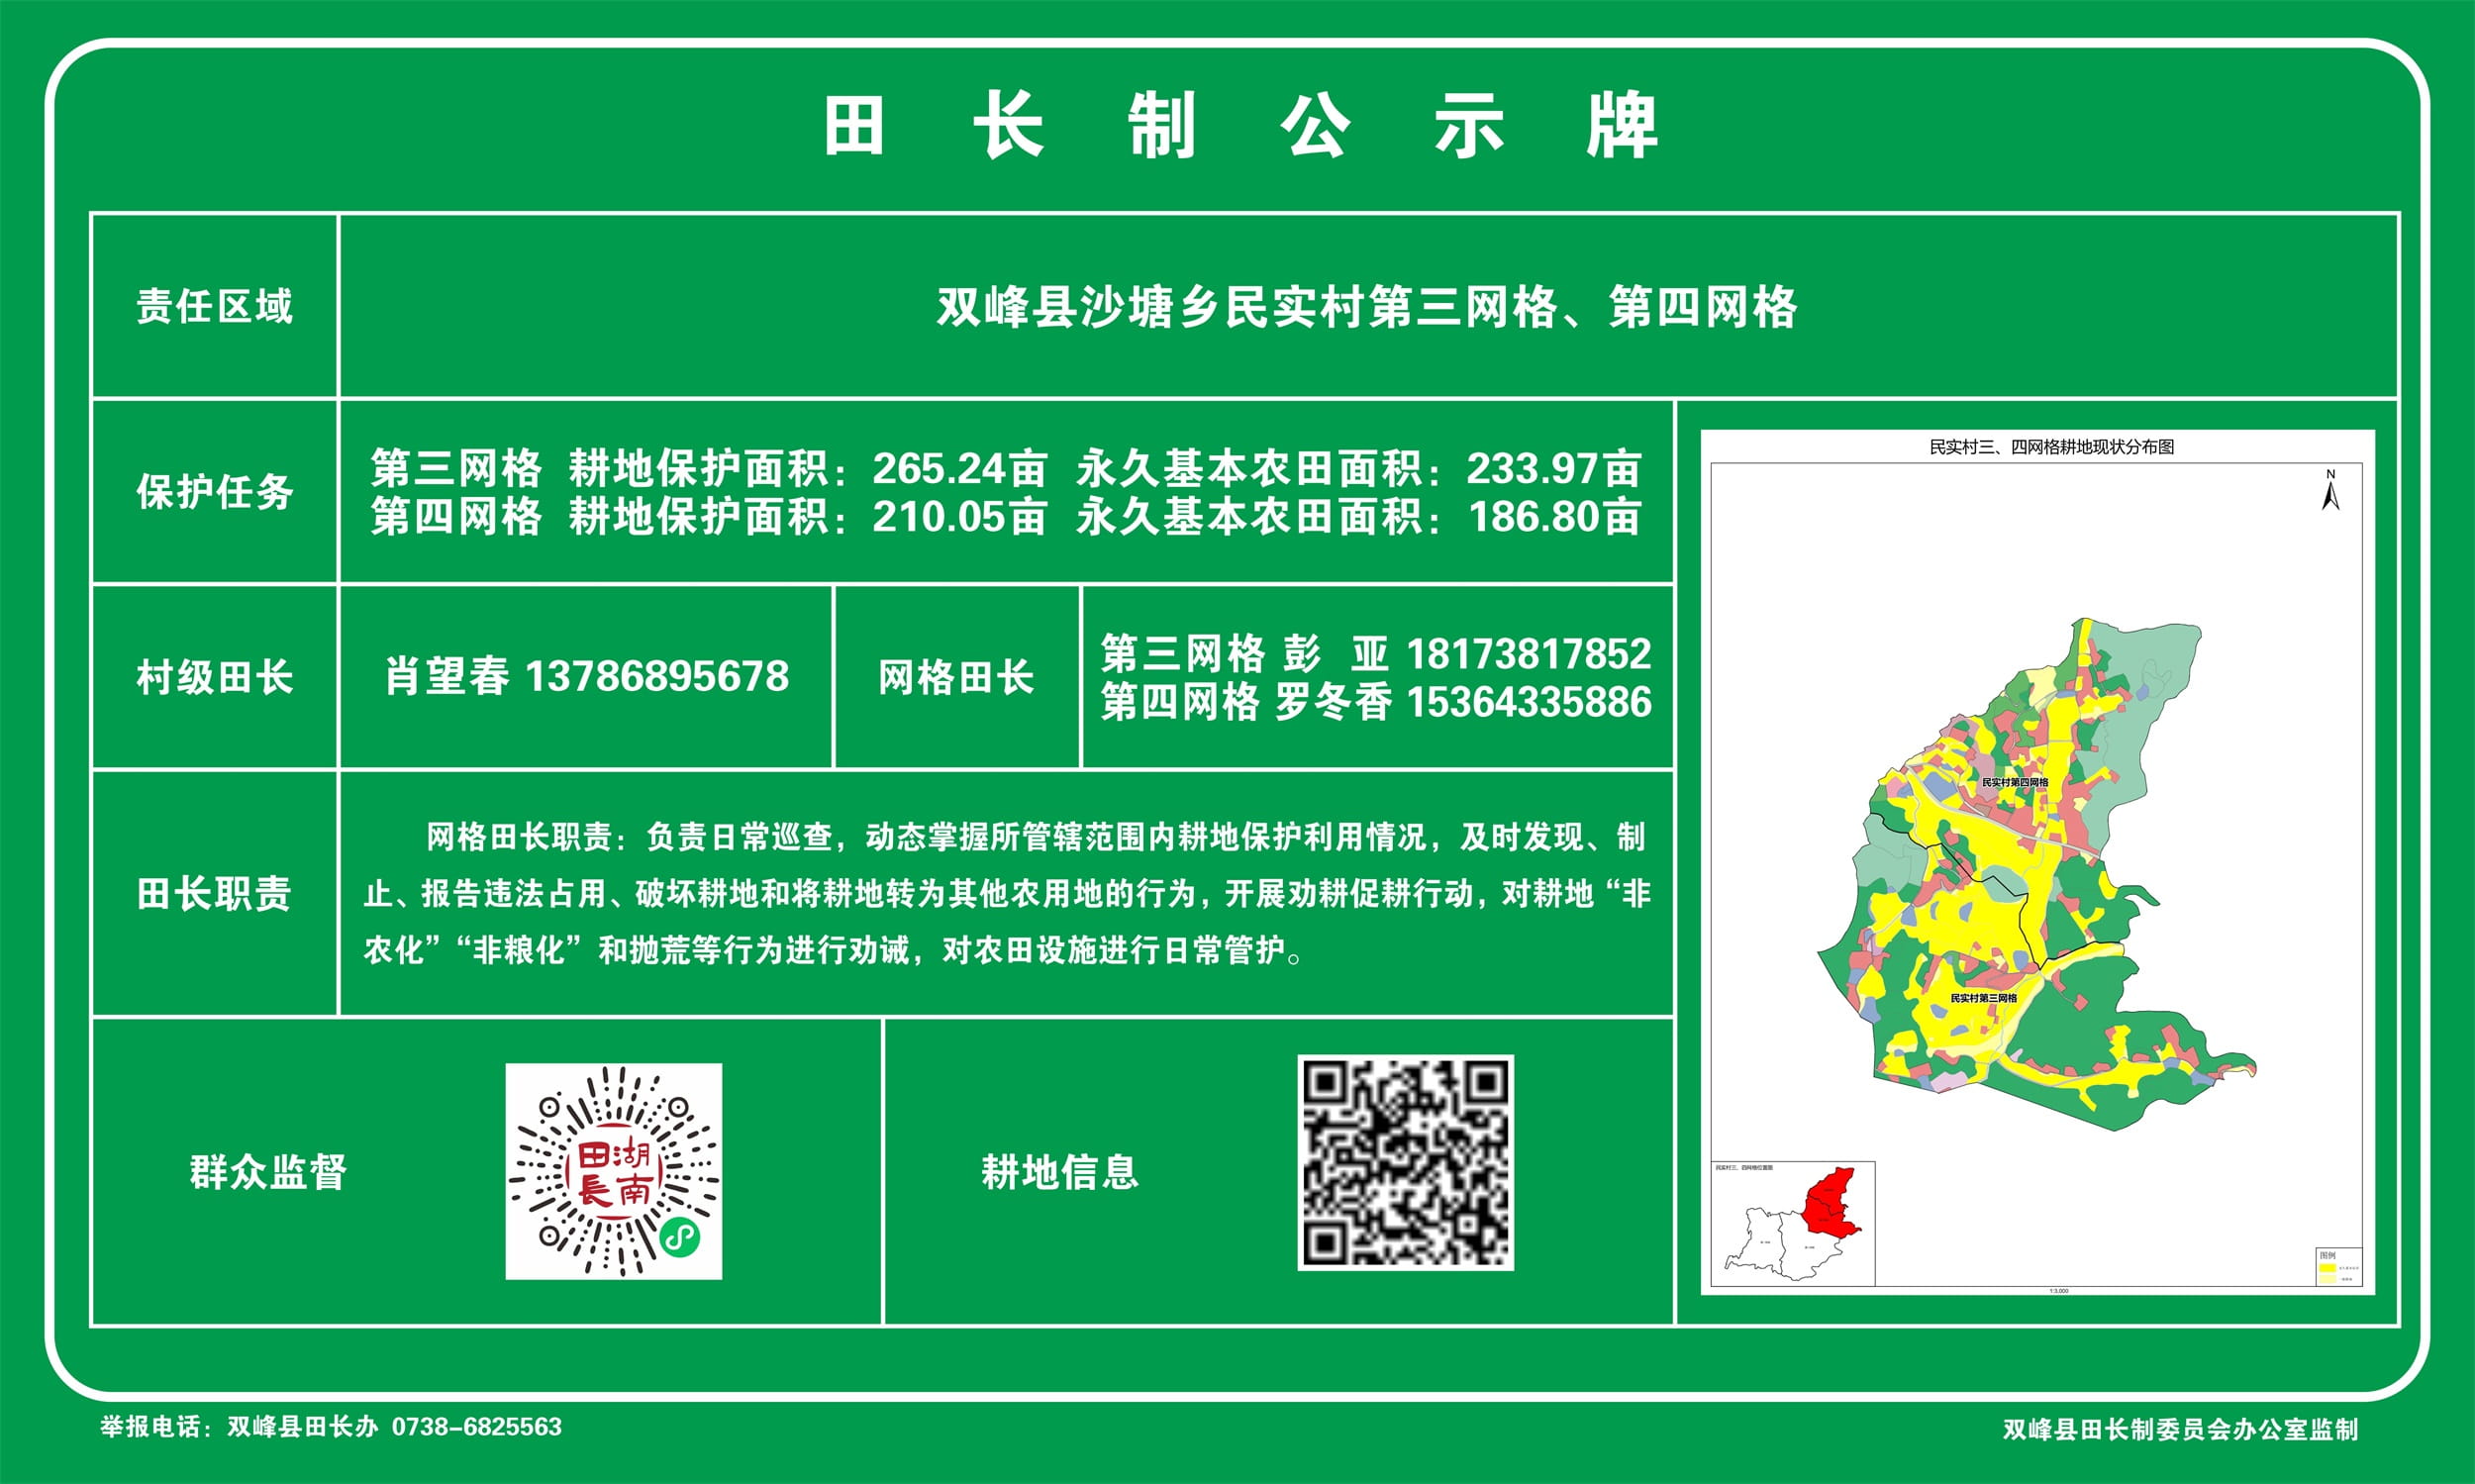 田长制公示牌
责任区域
双峰县沙塘乡民实村第三网格、第四网格
保护任务
第三网格 耕地保护面积：265.24亩 永久基本农田面积：233.97亩
第四网格 耕地保护面积：210.05亩 永久基本农田面积：186.80亩
村级田长
肖望春 13786895678
网格田长
第三网格 彭 亚 18173817852
第四网格 罗冬香 15364335886
田长职责
网格田长职责：负责日常巡查，动态掌握所管辖范围内耕地保护利用情况，及时发现、制
止、报告违法占用、破坏耕地和将耕地转为其他农用地的行为，开展劝耕促耕行动，对耕地“非
农化”“非粮化”和抛荒等行为进行劝诫，对农田设施进行日常管护。
群众监督
湖南
田長
耕地信息
民实村三、四网格耕地现状分布图
N
民实村第四网格
民实村第三网格
民实村三、四网格位置图
图例
1:3,000
举报电话：双峰县田长办 0738-6825563
双峰县田长制委员会办公室监制